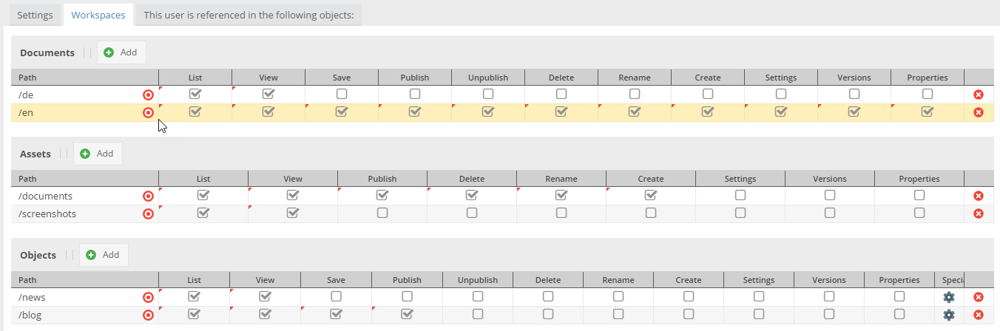 Settings Workspaces This user is referenced in the following objects:
Documents Add
Path List View Save Publish Unpublish Delete Rename Create Settings Versions Properties
/de
/en
Assets Add
Path List View Publish Delete Rename Create Settings Versions Properties
/documents
/screenshots
Objects Add
Path List View Save Publish Unpublish Delete Rename Create Settings Versions Properties Specia
/news
/blog